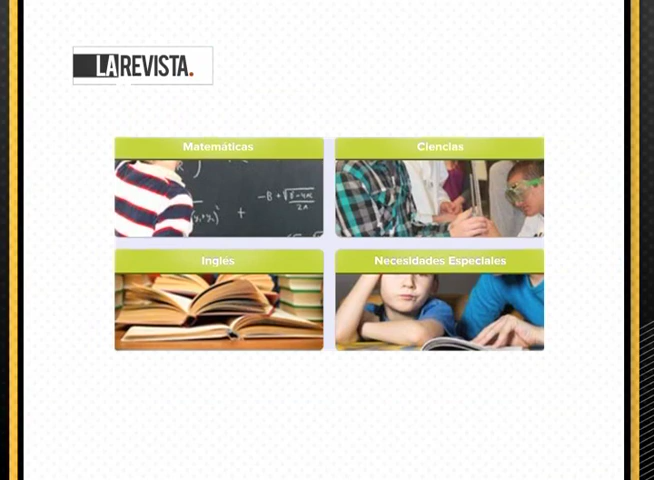 LAREVISTA.
Matemáticas
Ciencias
Inglés
Necesidades Especiales